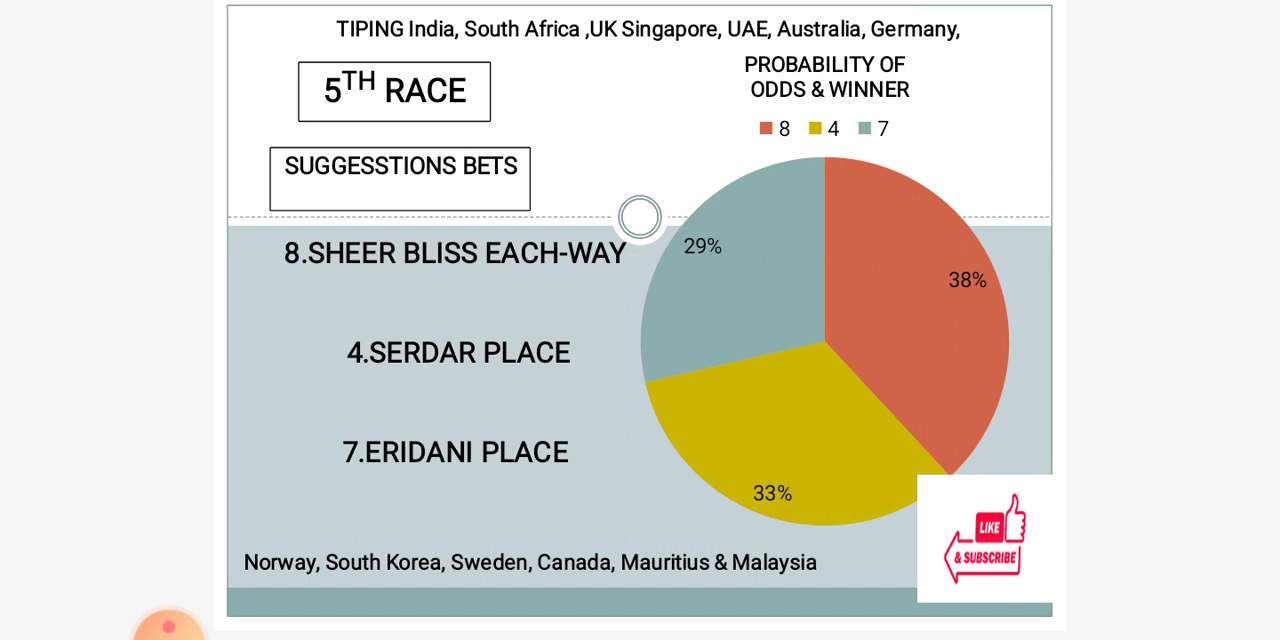 TIPING India, South Africa ,UK Singapore, UAE, Australia, Germany,
5TH RACE
PROBABILITY OF
ODDS & WINNER
8 4 7
SUGGESSTIONS BETS
8.SHEER BLISS EACH-WAY
29%
38%
4.SERDAR PLACE
7.ERIDANI PLACE
33%
LIKE
& SUBSCRIBE
Norway, South Korea, Sweden, Canada, Mauritius & Malaysia